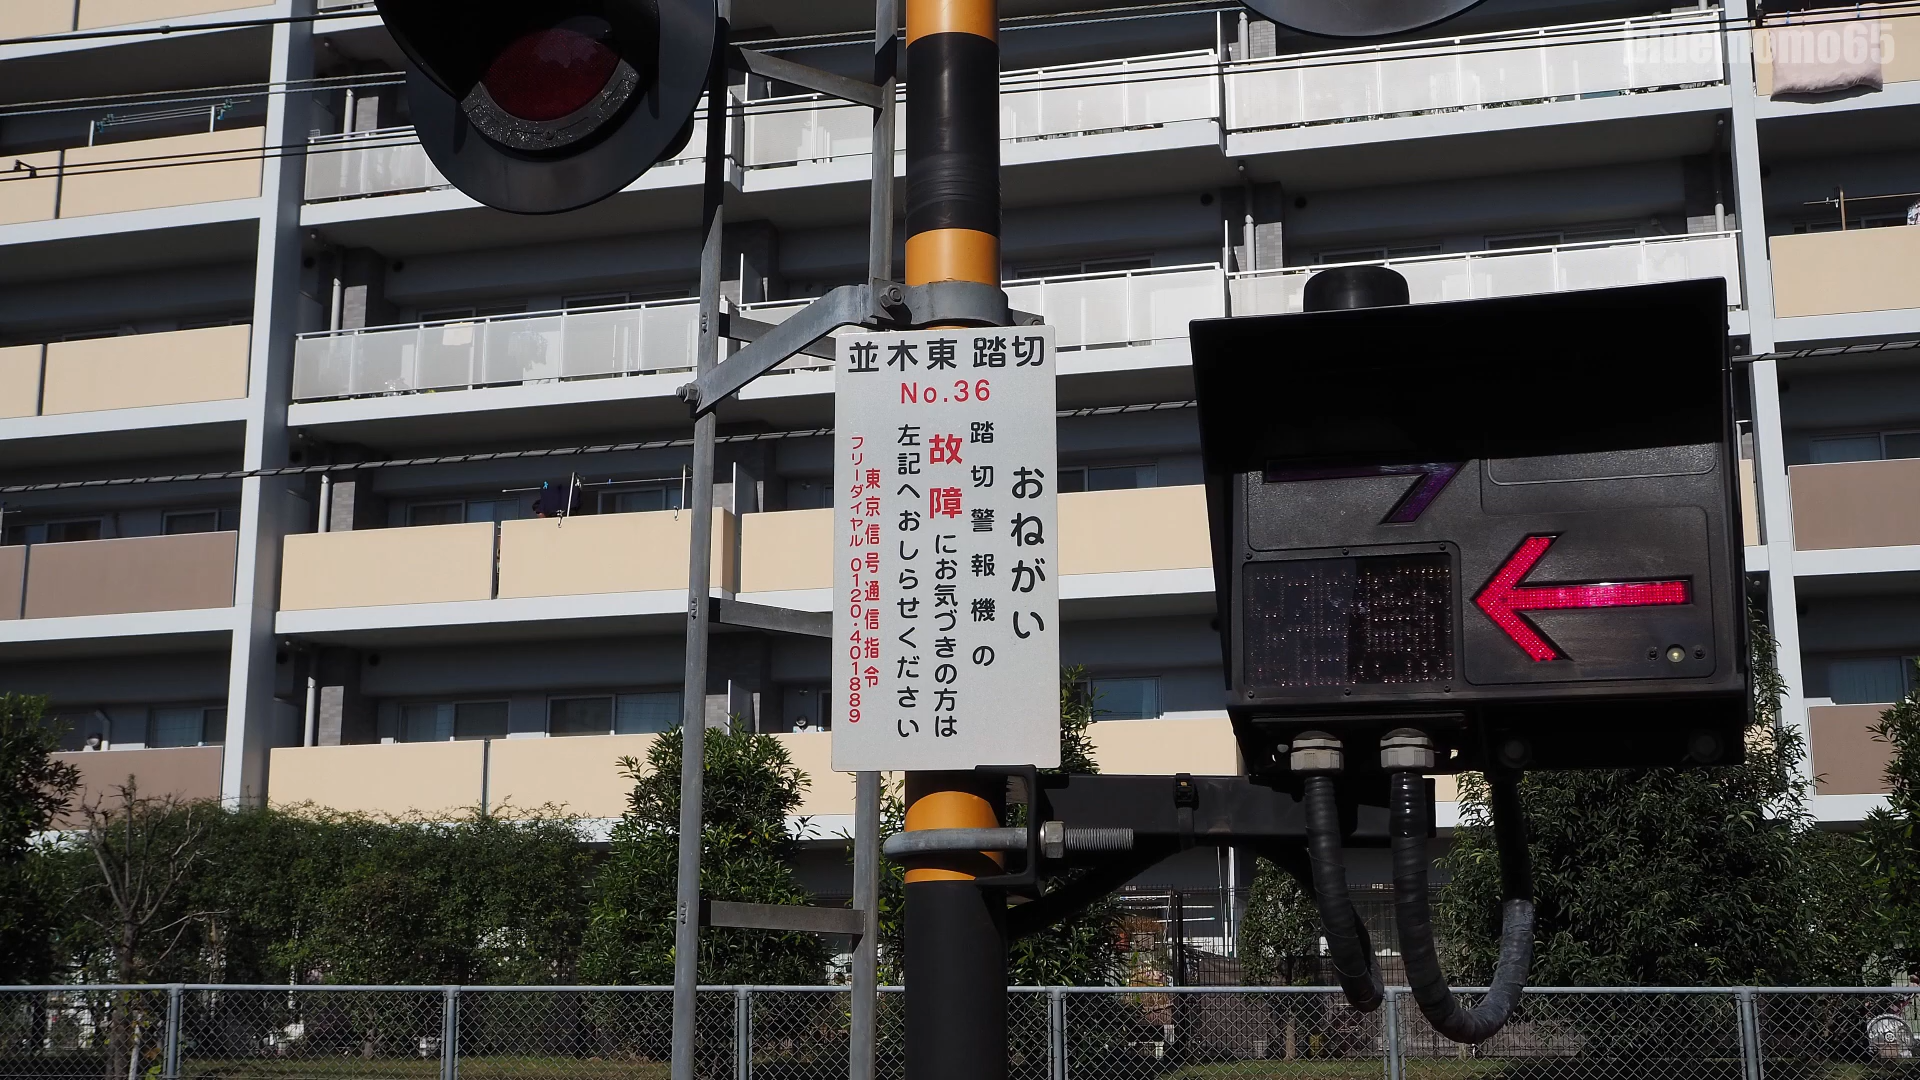 並木東踏切
No.36
おねがい
踏切警報機の
故障にお気づきの方は
左記へおしらせください
東京信号通信指令
フリーダイヤル 0120・401889
bluemomo65